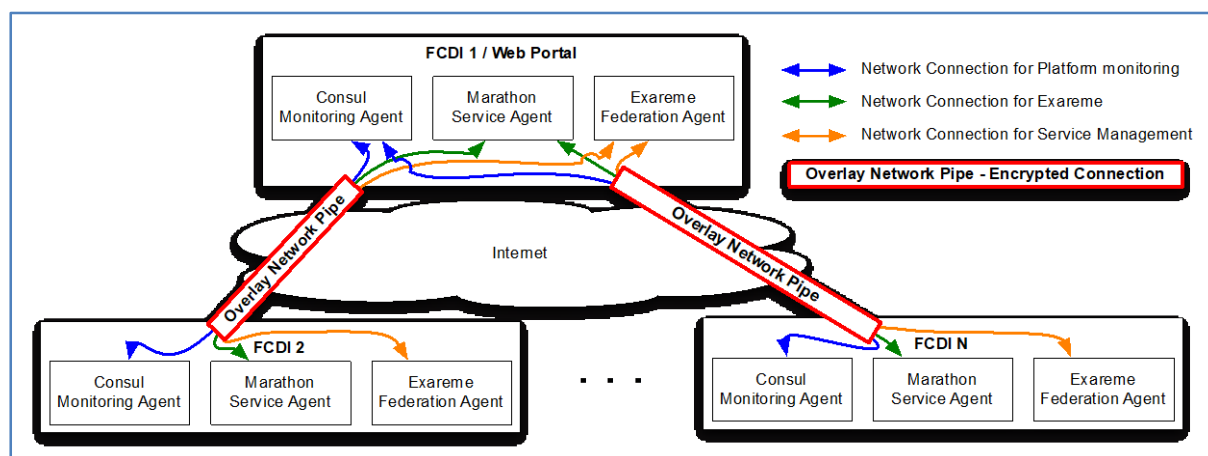 FCDI 1 / Web Portal
Consul
Monitoring Agent
Marathon
Service Agent
Exareme
Federation Agent
Network Connection for Platform monitoring
Network Connection for Exareme
Network Connection for Service Management
Overlay Network Pipe - Encrypted Connection
Overlay Network Pipe
Overlay Network Pipe
Internet
FCDI 2
Consul
Monitoring Agent
Marathon
Service Agent
Exareme
Federation Agent
. . .
FCDI N
Consul
Monitoring Agent
Marathon
Service Agent
Exareme
Federation Agent